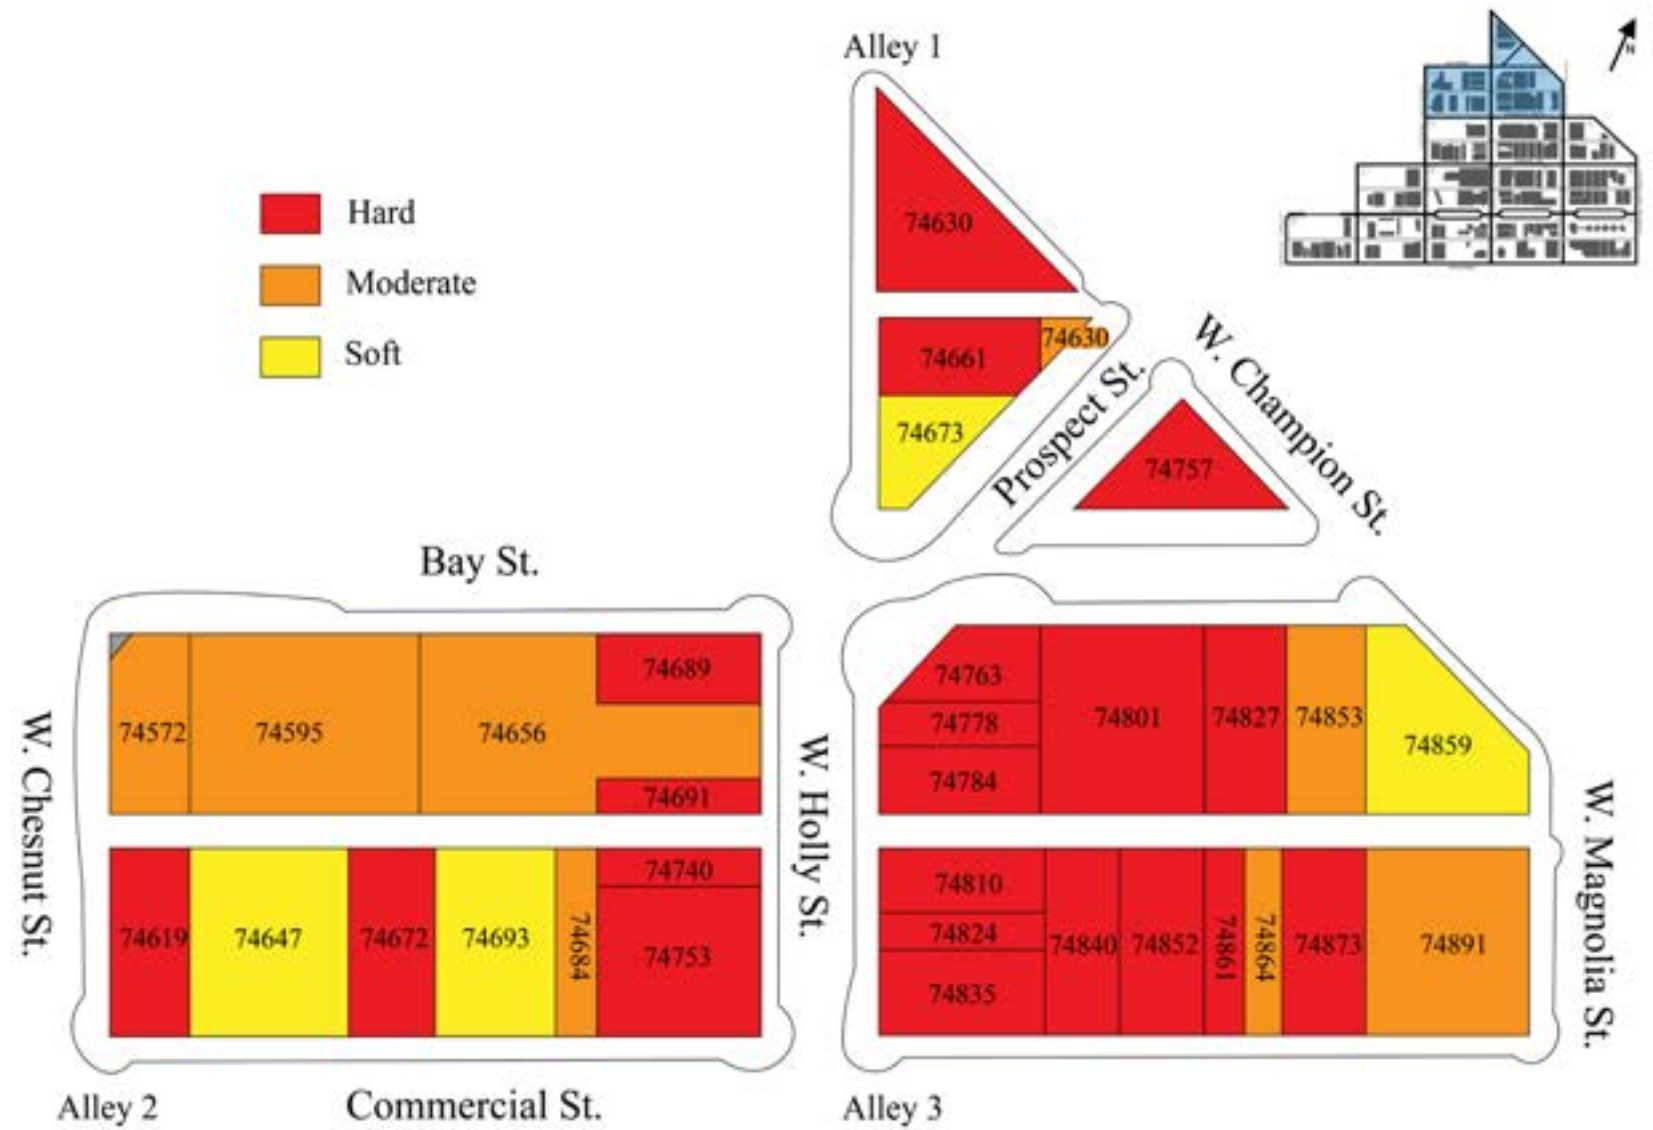 Alley 1
N
Hard
Moderate
Soft
74630
74661
74630
74673
Prospect St.
W. Champion St.
74757
Bay St.
W. Chesnut St.
74572
74595
74656
74689
74691
74619
74647
74672
74693
74684
74740
74753
W. Holly St.
Alley 2
Commercial St.
74763
74778
74784
74801
74827
74853
74859
74810
74824
74835
74840
74852
74861
74864
74873
74891
W. Magnolia St.
Alley 3